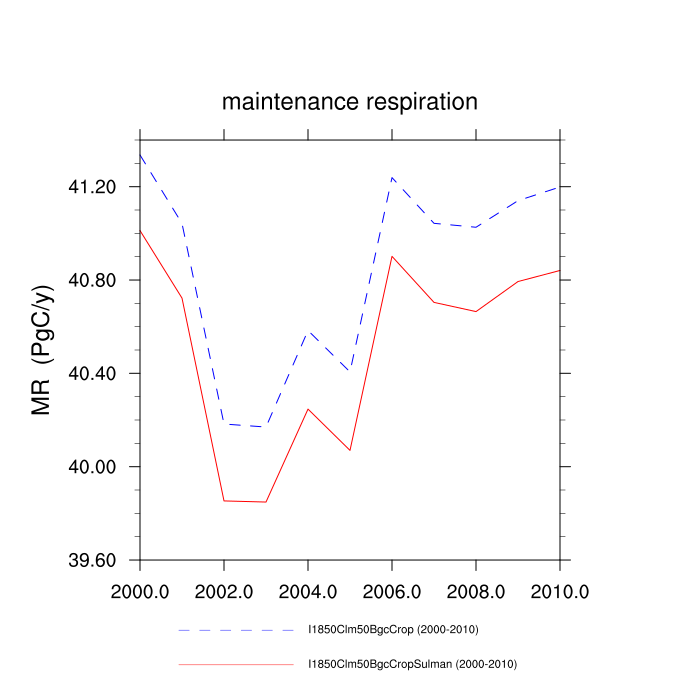 maintenance respiration
MR (PgC/y)
41.20
40.80
40.40
40.00
39.60
2000.0 2002.0 2004.0 2006.0 2008.0 2010.0
I1850Clm50BgcCrop (2000-2010)
I1850Clm50BgcCropSulman (2000-2010)